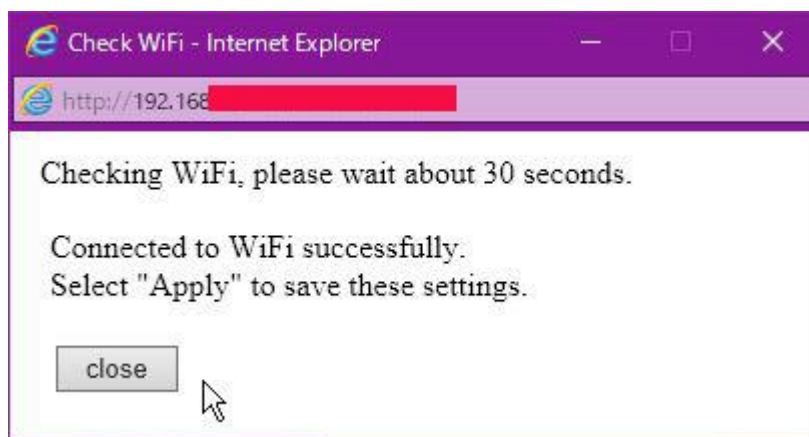 Check WiFi - Internet Explorer
http://192.168
Checking WiFi, please wait about 30 seconds.
Connected to WiFi successfully.
Select "Apply" to save these settings.
close